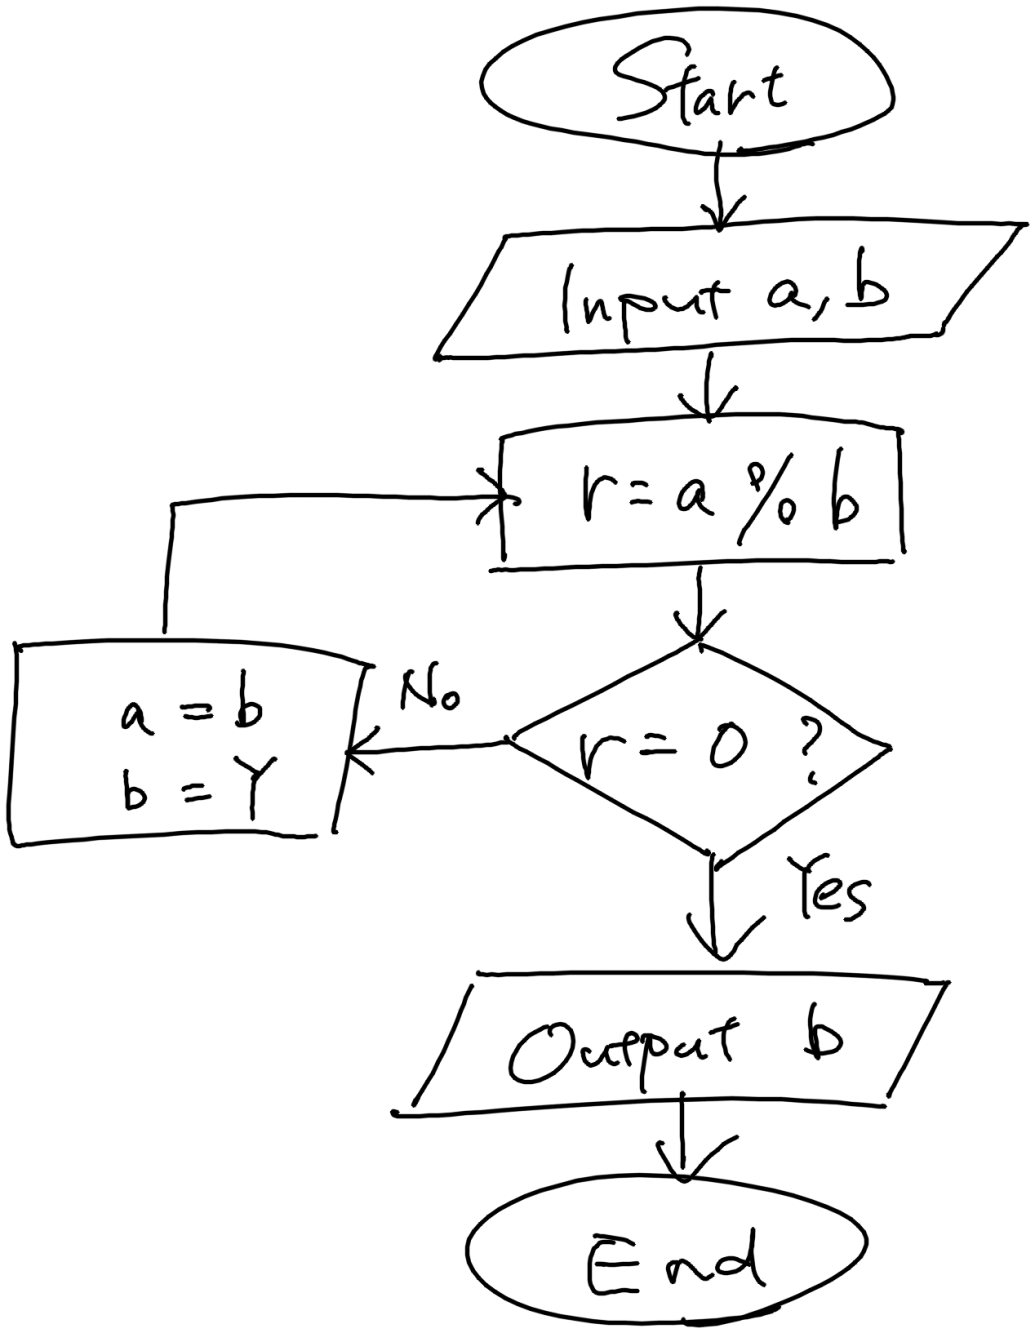 Start
Input a, b
r = a % b
r = 0 ?
No
a = b
b = Y
Yes
Output b
End